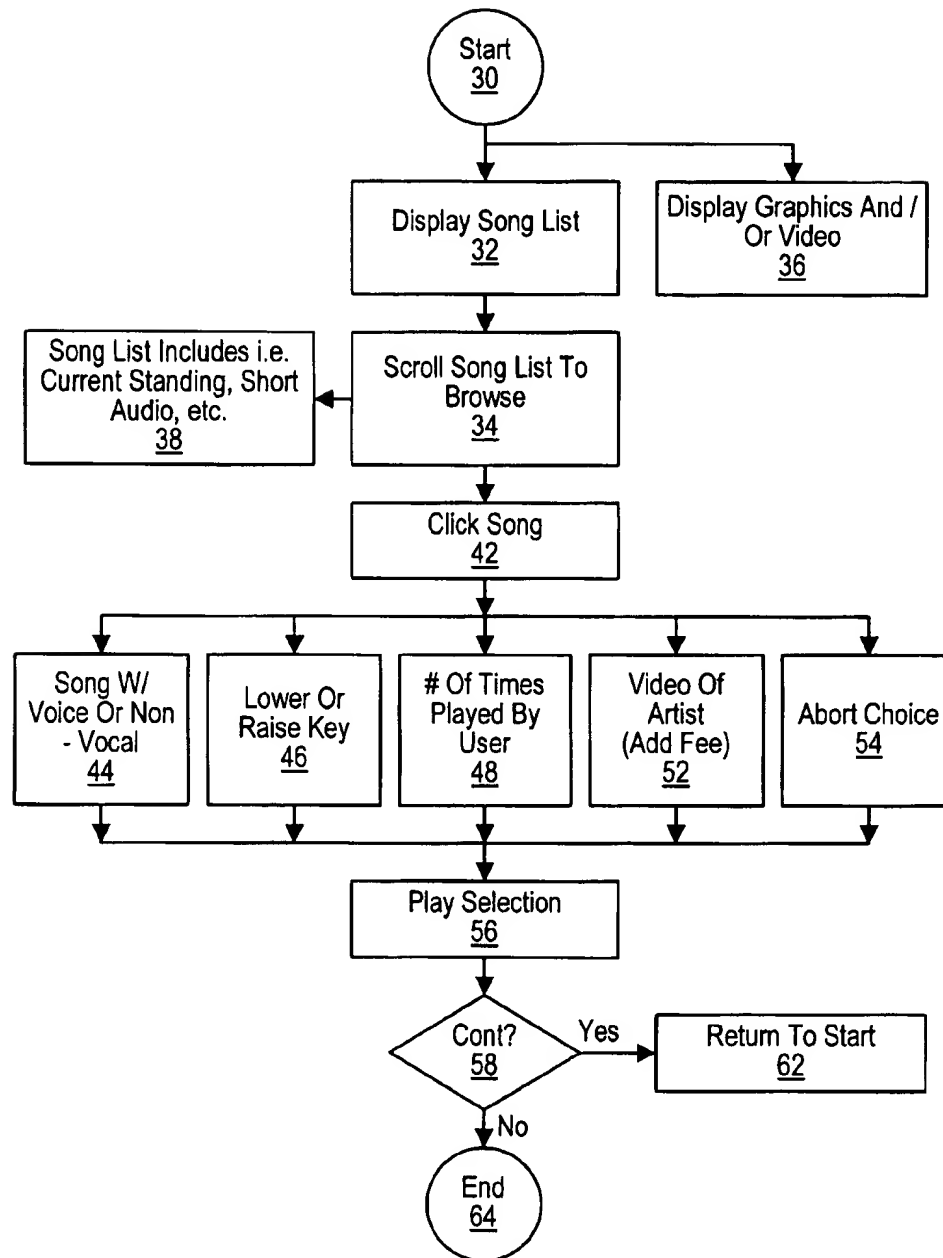 Start
30
Display Song List
32
Display Graphics And /
Or Video
36
Song List Includes i.e.
Current Standing, Short
Audio, etc.
38
Scroll Song List To
Browse
34
Click Song
42
Song W/
Voice Or Non
- Vocal
44
Lower Or
Raise Key
46
# Of Times
Played By
User
48
Video Of
Artist
(Add Fee)
52
Abort Choice
54
Play Selection
56
Cont?
58
Yes
Return To Start
62
No
End
64